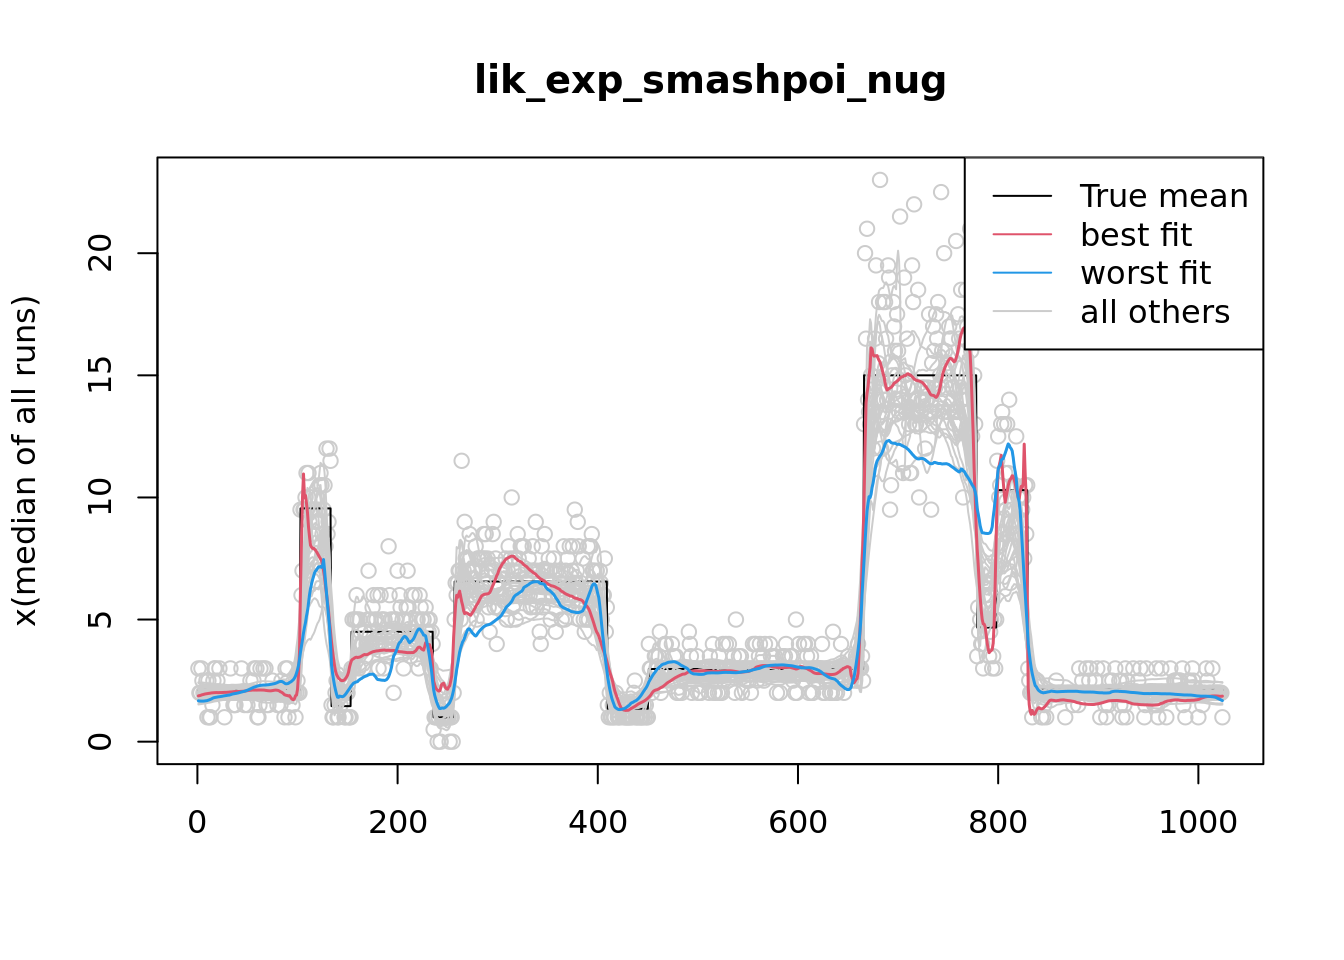 lik_exp_smashpoi_nug
x(median of all runs)
20
15
10
5
0
True mean
best fit
worst fit
all others
0 200 400 600 800 1000